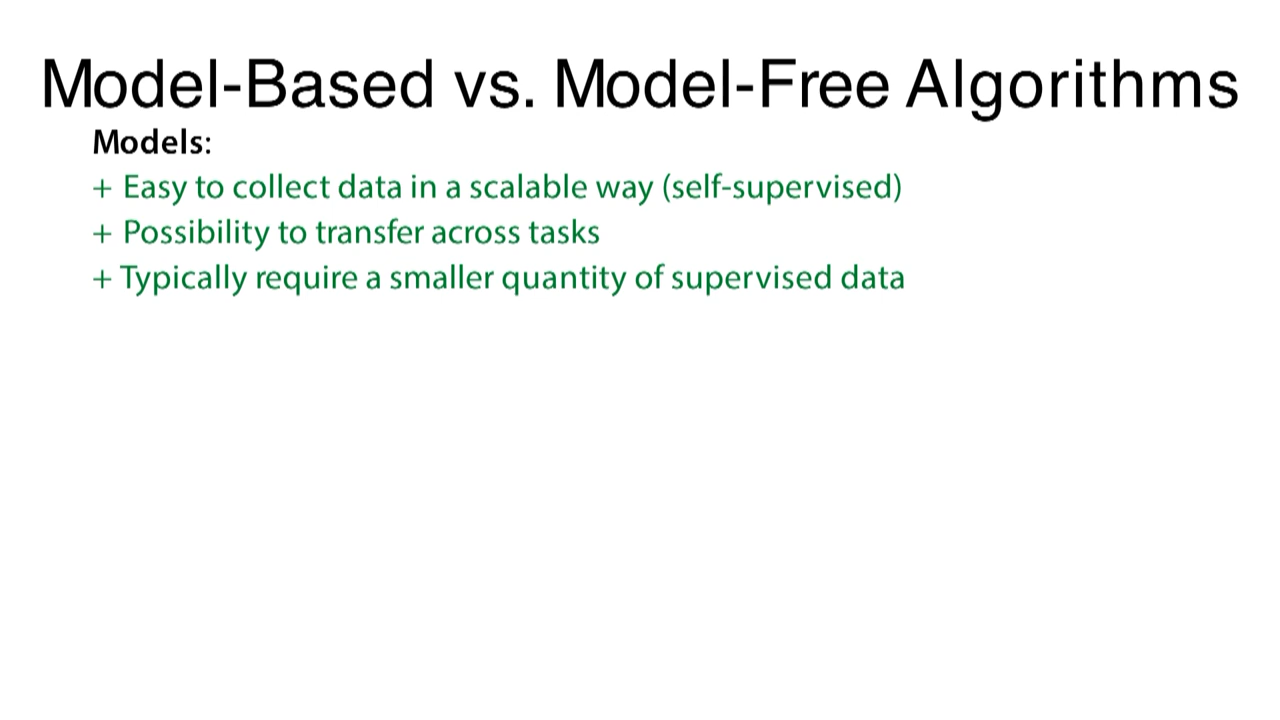 Model-Based vs. Model-Free Algorithms
Models:
+ Easy to collect data in a scalable way (self-supervised)
+ Possibility to transfer across tasks
+ Typically require a smaller quantity of supervised data